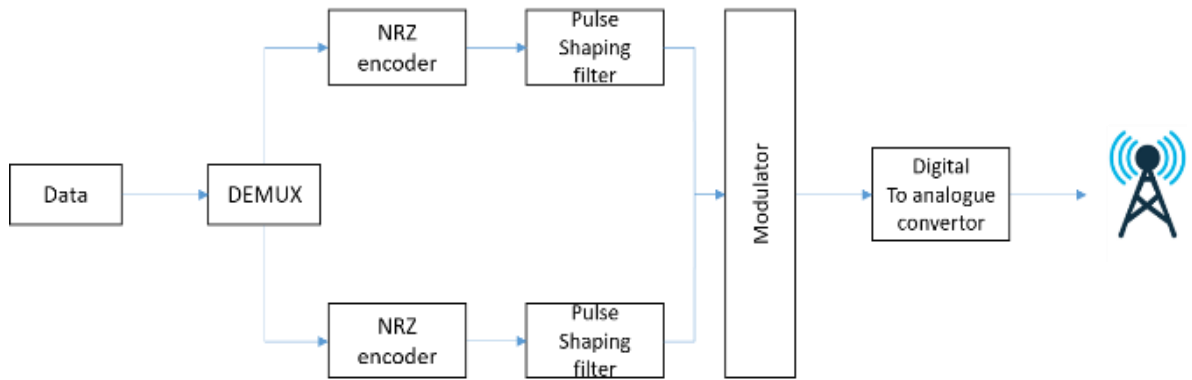 NRZ
encoder
Pulse
Shaping
filter
Data
DEMUX
Modulator
Digital
To analogue
convertor
NRZ
encoder
Pulse
Shaping
filter